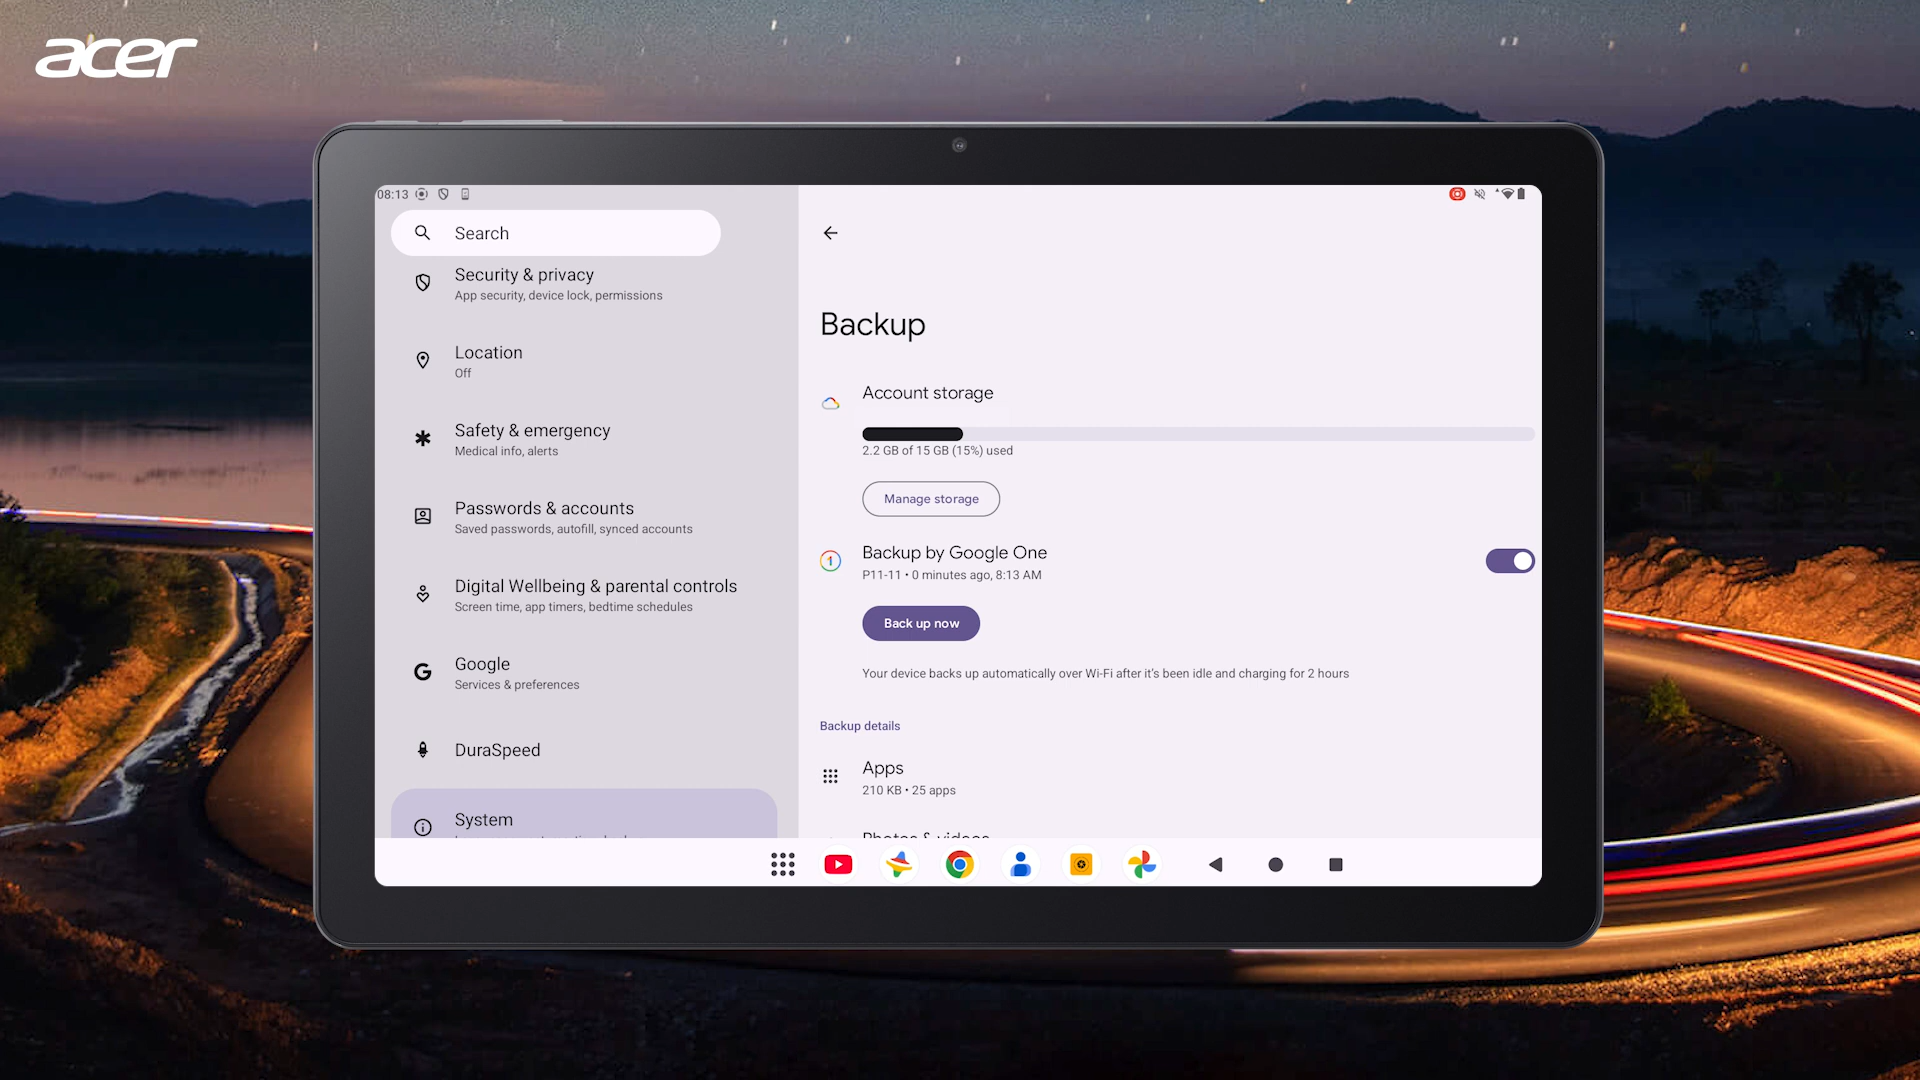 acer
08:13
Search
Security & privacy
App security, device lock, permissions
Location
Off
Safety & emergency
Medical info, alerts
Passwords & accounts
Saved passwords, autofill, synced accounts
Digital Wellbeing & parental controls
Screen time, app timers, bedtime schedules
Google
Services & preferences
DuraSpeed
System
Backup
Account storage
2.2 GB of 15 GB (15%) used
Manage storage
1
Backup by Google One
P11-11 • 0 minutes ago, 8:13 AM
Back up now
Your device backs up automatically over Wi-Fi after it's been idle and charging for 2 hours
Backup details
Apps
210 KB • 25 apps
Photos & videos